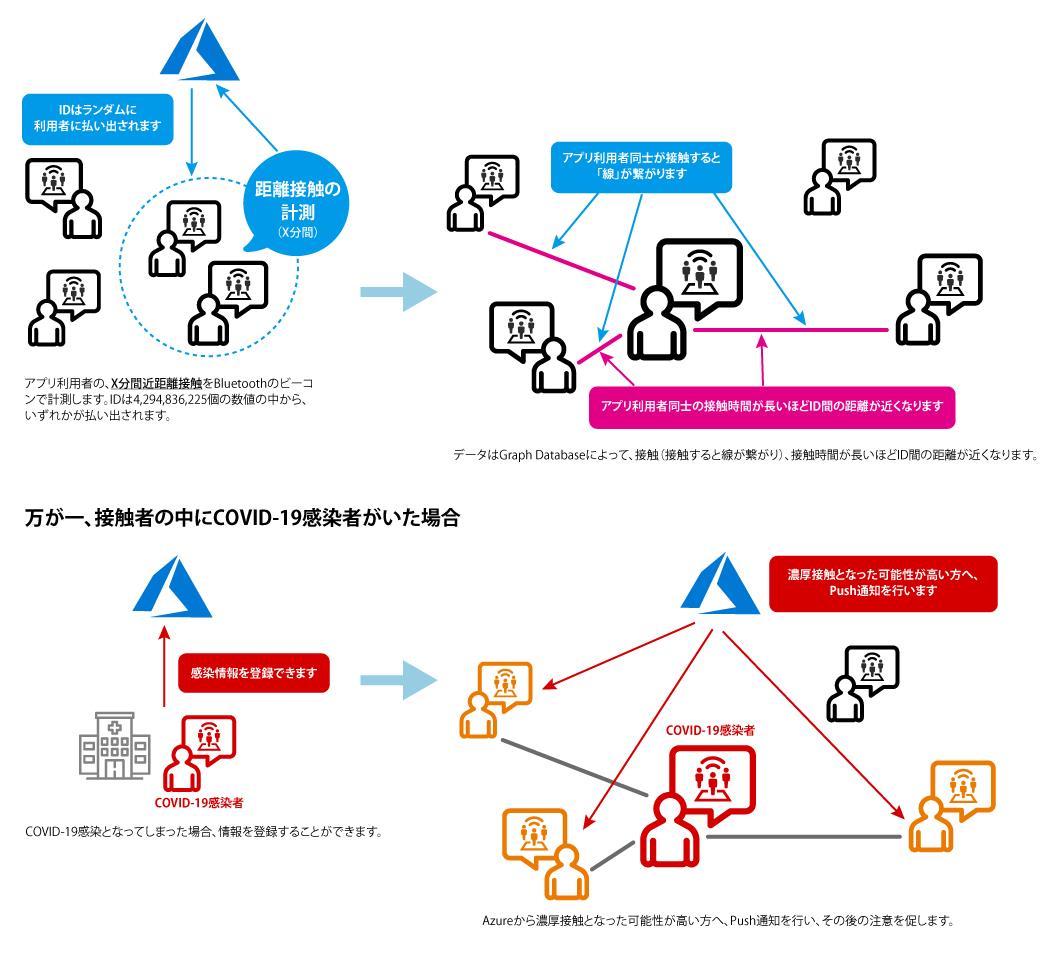 IDはランダムに
利用者に払い出されます
距離接触の
計測
(X分間)
アプリ利用者の、X分間近距離接触をBluetoothのビーコ
ンで計測します。IDは4,294,836,225個の数値の中から、
いずれかが払い出されます。
アプリ利用者同士が接触すると
「線」が繋がります
アプリ利用者同士の接触時間が長いほどID間の距離が近くなります
データはGraph Databaseによって、接触（接触すると線が繋がり）、接触時間が長いほどID間の距離が近くなります。
万が一、接触者の中にCOVID-19感染者がいた場合
感染情報を登録できます
COVID-19感染者
COVID-19感染となってしまった場合、情報を登録することができます。
濃厚接触となった可能性が高い方へ、
Push通知を行います
COVID-19感染者
Azureから濃厚接触となった可能性が高い方へ、Push通知を行い、その後の注意を促します。